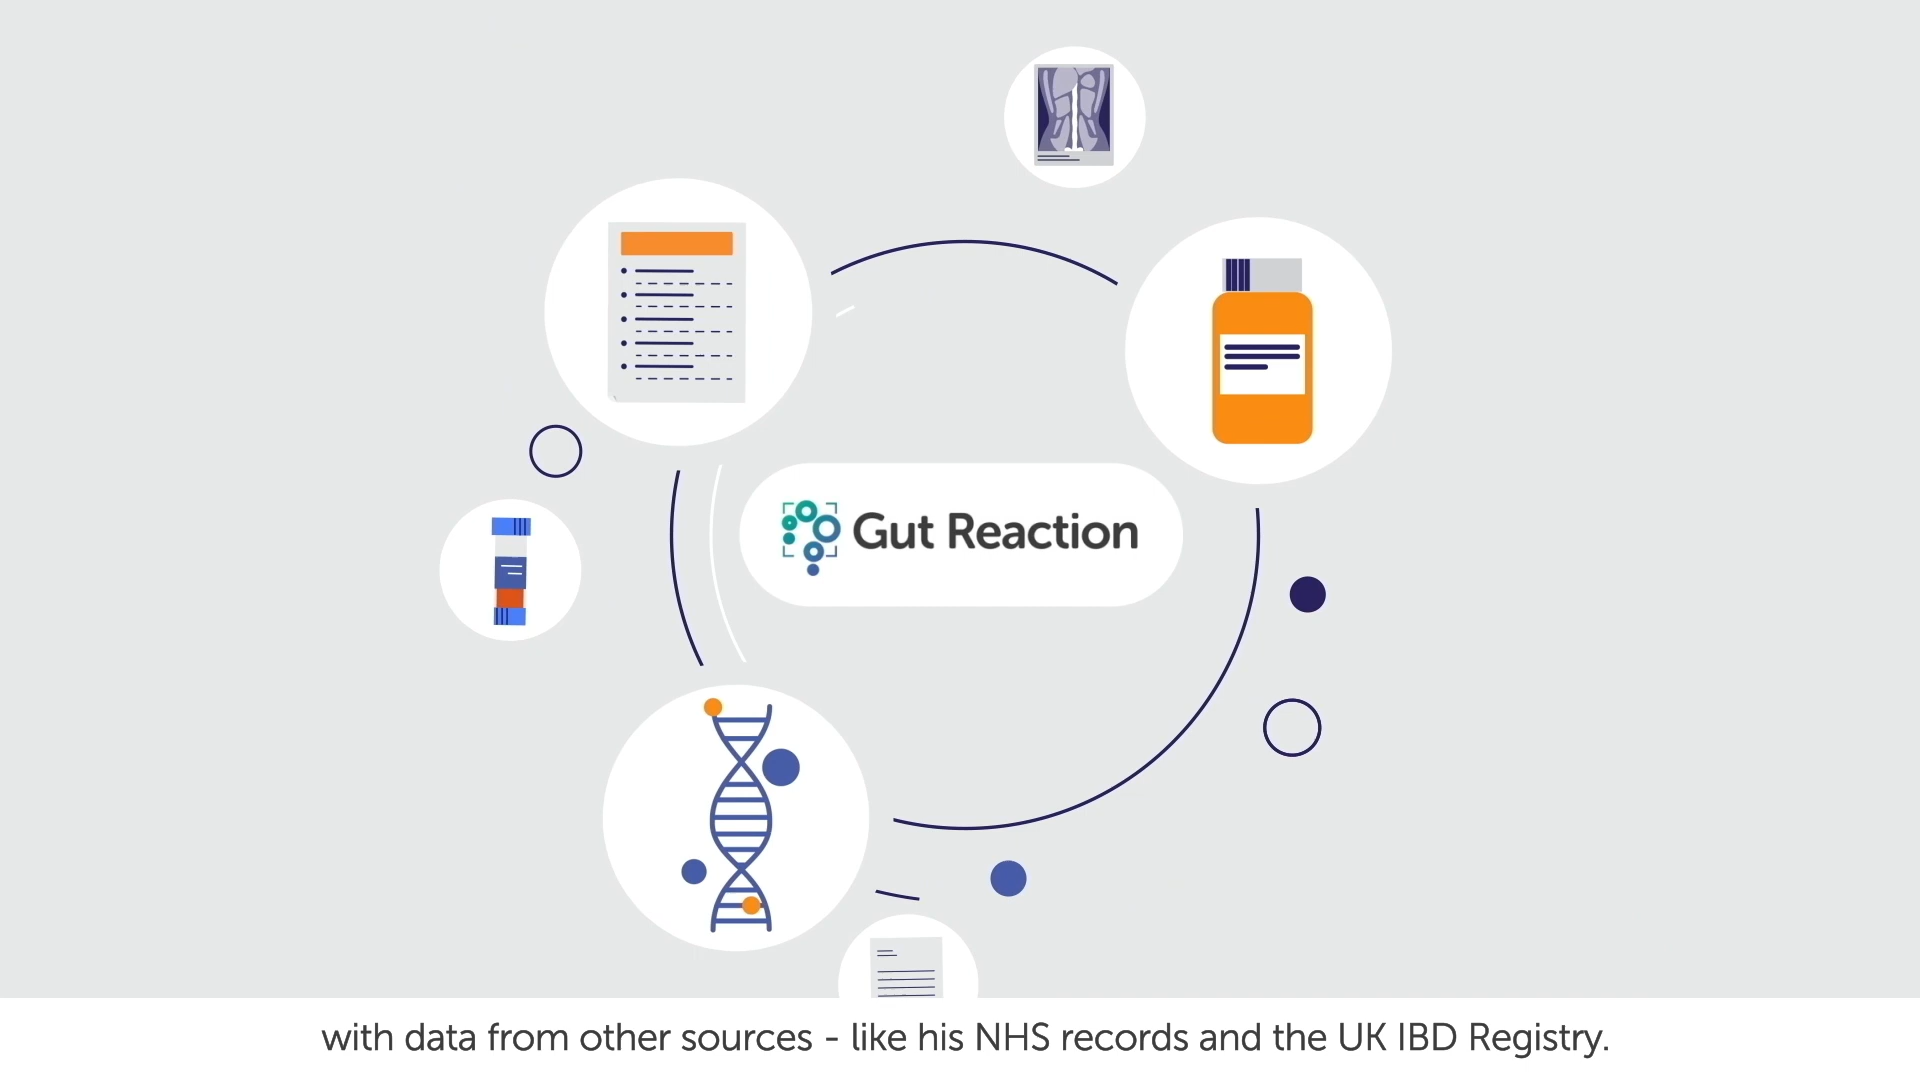 Gut Reaction
with data from other sources - like his NHS records and the UK IBD Registry.